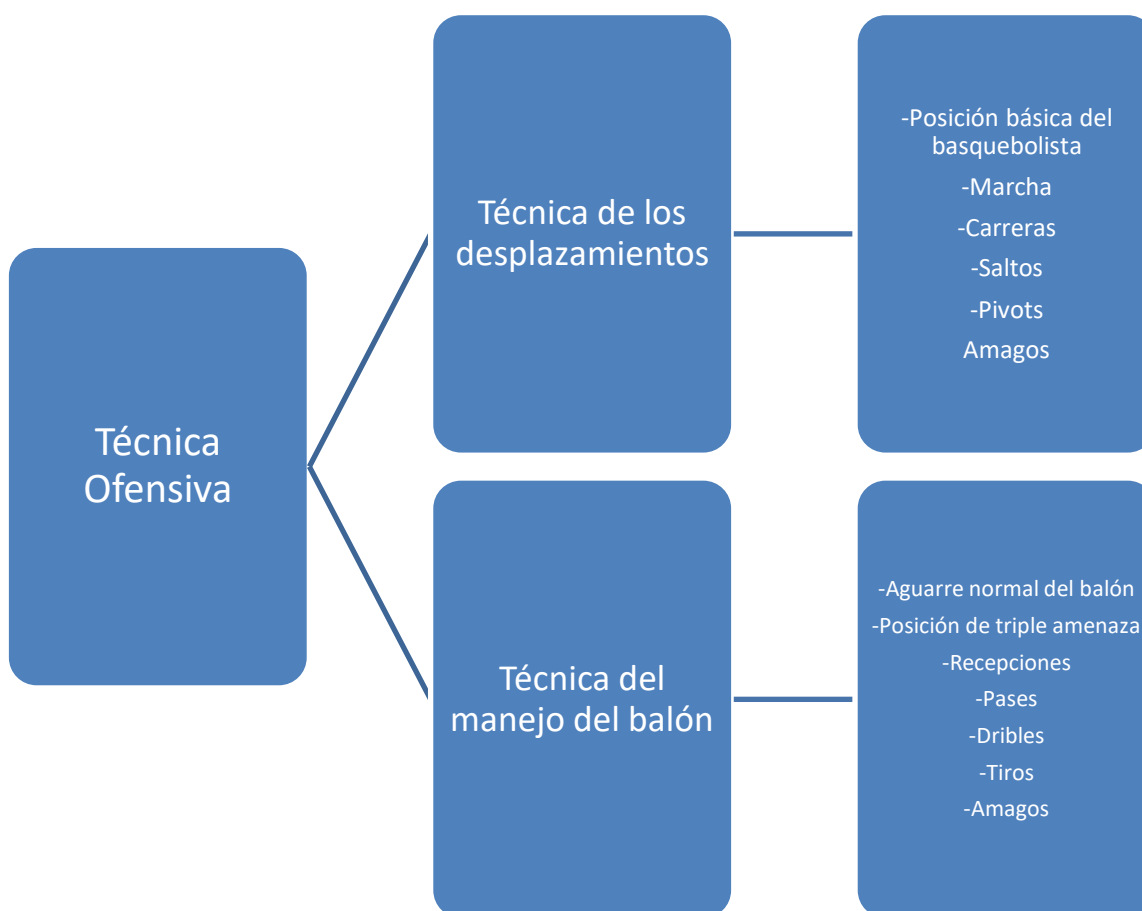 Técnica
Ofensiva
Técnica de los
desplazamientos
-Posición básica del
basquebolista
-Marcha
-Carreras
-Saltos
-Pivots
Amagos
Técnica del
manejo del balón
-Aguarre normal del balón
-Posición de triple amenaza
-Recepciones
-Pases
-Dribles
-Tiros
-Amagos